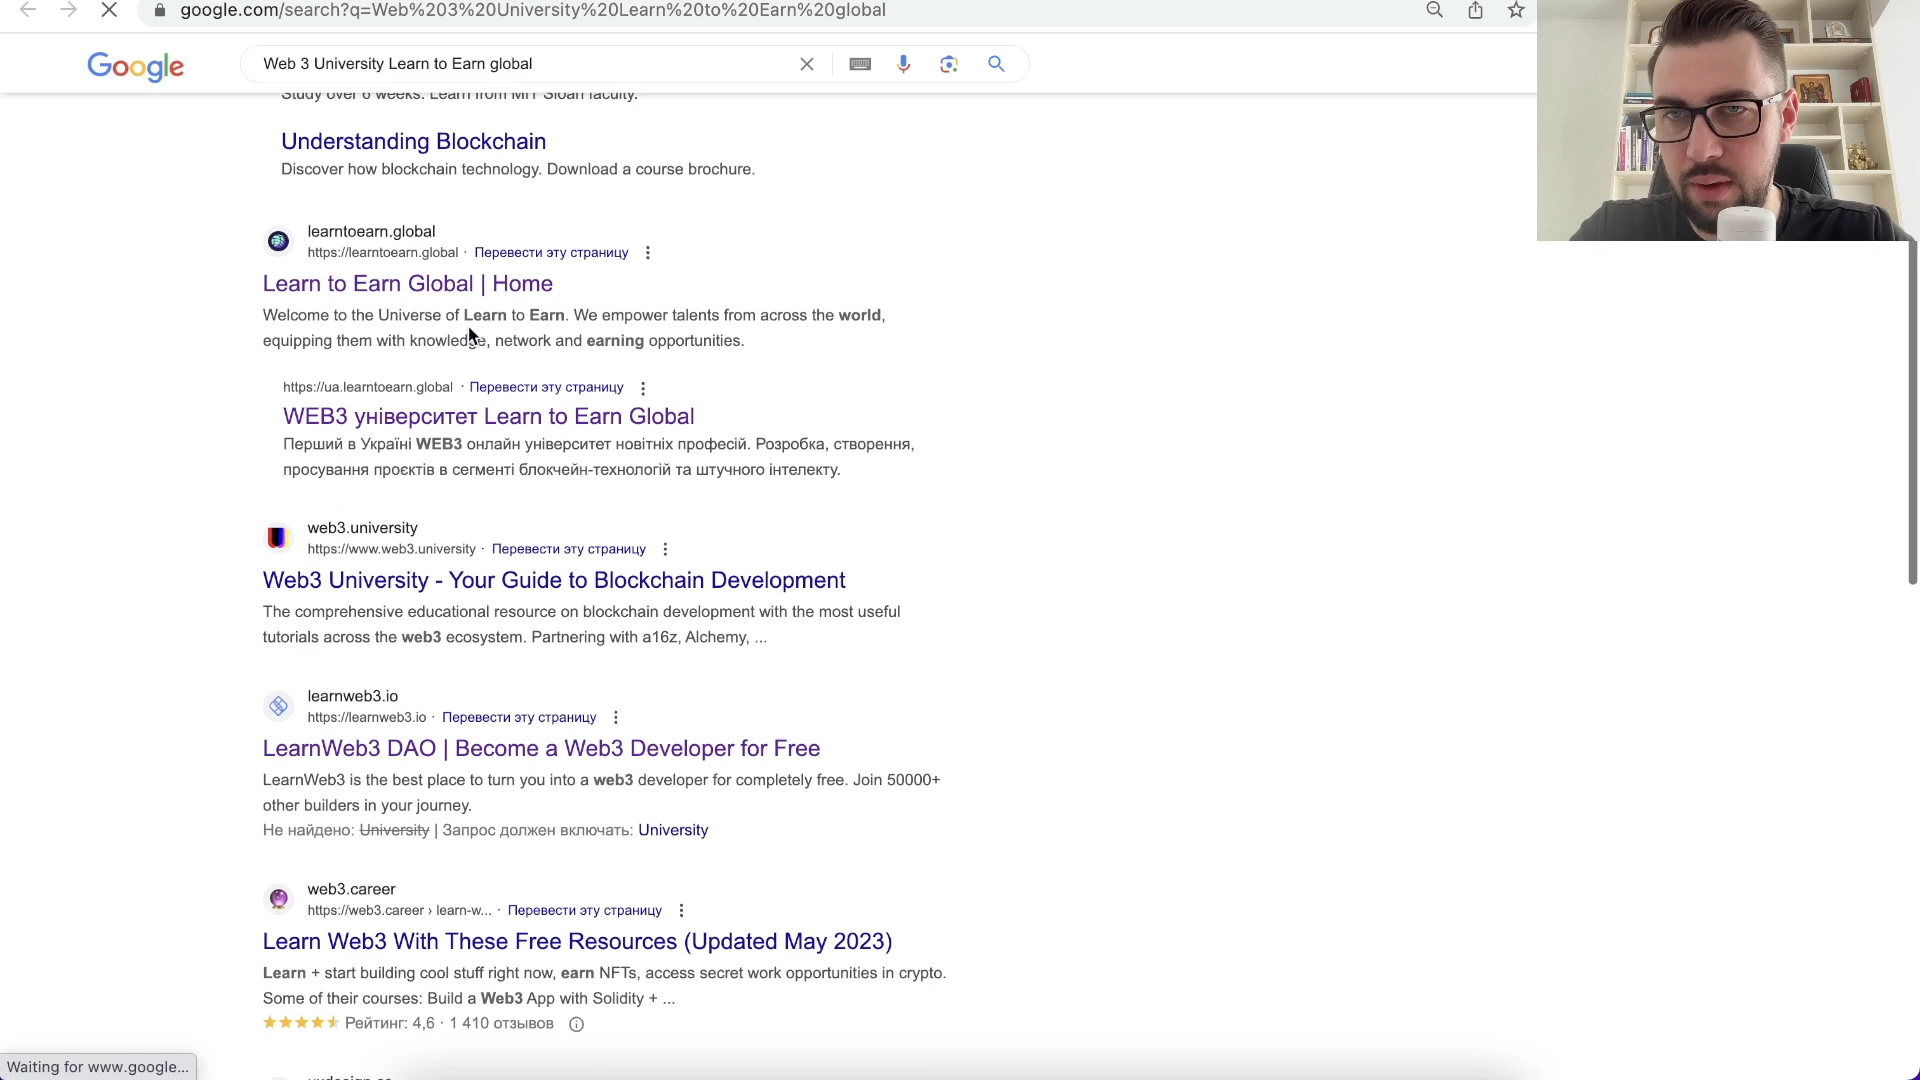 google.com/search?q=Web%203%20University%20Learn%20to%20Earn%20global
Google
Web 3 University Learn to Earn global
Study over 6 weeks. Learn from MIT Sloan faculty.
Understanding Blockchain
Discover how blockchain technology. Download a course brochure.
learntoearn.global
https://learntoearn.global · Перевести эту страницу
Learn to Earn Global | Home
Welcome to the Universe of Learn to Earn. We empower talents from across the world,
equipping them with knowledge, network and earning opportunities.
https://ua.learntoearn.global · Перевести эту страницу
WEB3 університет Learn to Earn Global
Перший в Україні WEB3 онлайн університет новітніх професій. Розробка, створення,
просування проєктів в сегменті блокчейн-технологій та штучного інтелекту.
web3.university
https://www.web3.university · Перевести эту страницу
Web3 University - Your Guide to Blockchain Development
The comprehensive educational resource on blockchain development with the most useful
tutorials across the web3 ecosystem. Partnering with a16z, Alchemy, ...
learnweb3.io
https://learnweb3.io · Перевести эту страницу
LearnWeb3 DAO | Become a Web3 Developer for Free
LearnWeb3 is the best place to turn you into a web3 developer for completely free. Join 50000+
other builders in your journey.
Не найдено: University | Запрос должен включать: University
web3.career
https://web3.career › learn-w... · Перевести эту страницу
Learn Web3 With These Free Resources (Updated May 2023)
Learn + start building cool stuff right now, earn NFTs, access secret work opportunities in crypto.
Some of their courses: Build a Web3 App with Solidity + ...
Рейтинг: 4,6 · 1 410 отзывов
Waiting for www.google...